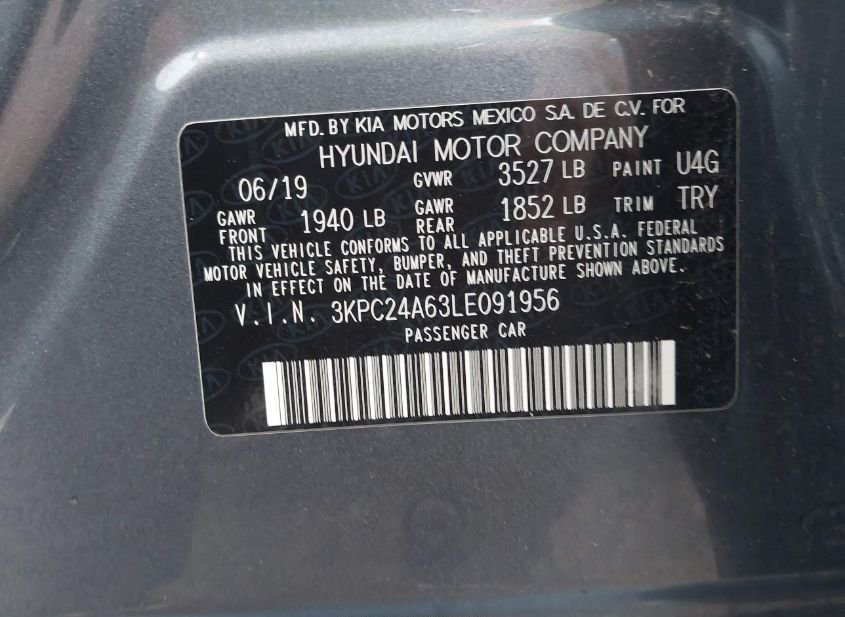 MFD. BY KIA MOTORS MEXICO S.A. DE C.V. FOR
HYUNDAI MOTOR COMPANY
06/19 GVWR 3527 LB PAINT U4G
GAWR FRONT 1940 LB GAWR REAR 1852 LB TRIM TRY
THIS VEHICLE CONFORMS TO ALL APPLICABLE U.S.A. FEDERAL
MOTOR VEHICLE SAFETY, BUMPER, AND THEFT PREVENTION STANDARDS
IN EFFECT ON THE DATE OF MANUFACTURE SHOWN ABOVE.
V.I.N. 3KPC24A63LE091956
PASSENGER CAR